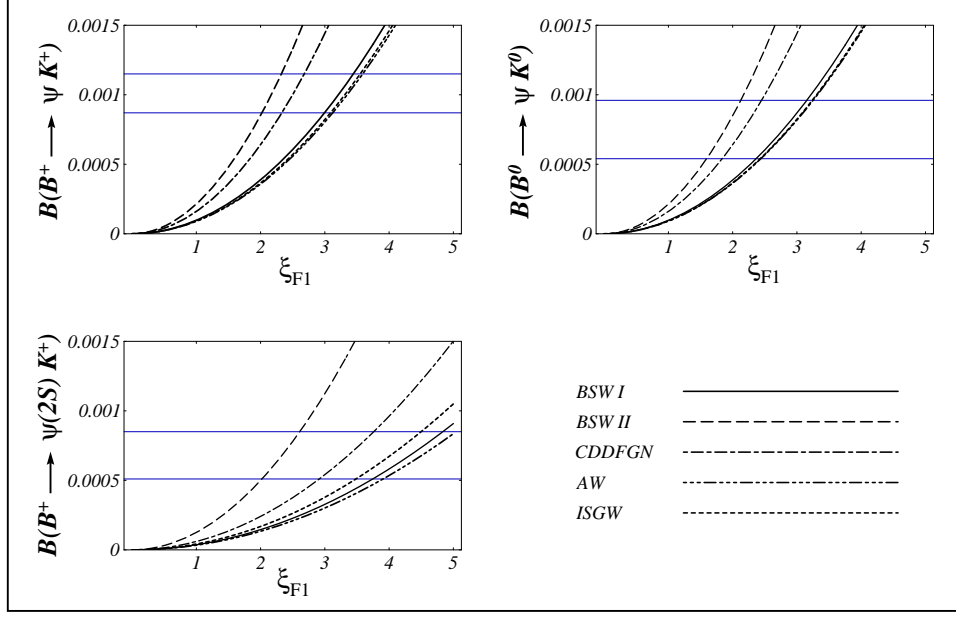 0.0015
0.001
0.0005
0
B(B+ ⟶ ψ K+)
1 2 3 4 5
ξF1
0.0015
0.001
0.0005
0
B(B0 ⟶ ψ K0)
1 2 3 4 5
ξF1
0.0015
0.001
0.0005
0
B(B+ ⟶ ψ(2S) K+)
1 2 3 4 5
ξF1
BSW I
BSW II
CDDFGN
AW
ISGW